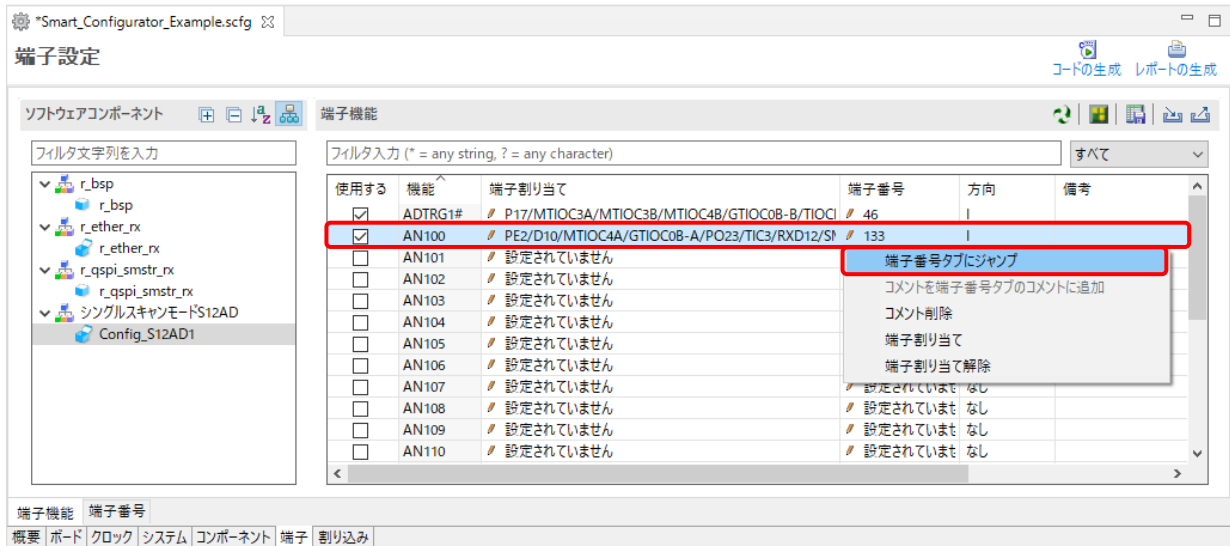 *Smart_Configurator_Example.scfg
端子設定
コードの生成 レポートの生成
ソフトウェアコンポーネント
端子機能
フィルタ文字列を入力
フィルタ入力 (* = any string, ? = any character)
すべて
r_bsp
r_bsp
r_ether_rx
r_ether_rx
r_qspi_smstr_rx
r_qspi_smstr_rx
シングルスキャンモードS12AD
Config_S12AD1
使用する 機能 端子割り当て 端子番号 方向 備考
ADTRG1# P17/MTIOC3A/MTIOC3B/MTIOC4B/GTIOC0B-B/TIOCI 46 I
AN100 PE2/D10/MTIOC4A/GTIOC0B-A/PO23/TIC3/RXD12/SM 133 I
AN101 設定されていません
AN102 設定されていません
AN103 設定されていません
AN104 設定されていません
AN105 設定されていません
AN106 設定されていません
AN107 設定されていません 設定されていませ なし
AN108 設定されていません 設定されていませ なし
AN109 設定されていません 設定されていませ なし
AN110 設定されていません 設定されていませ なし
端子番号タブにジャンプ
コメントを端子番号タブのコメントに追加
コメント削除
端子割り当て
端子割り当て解除
端子機能 端子番号
概要 ボード クロック システム コンポーネント 端子 割り込み